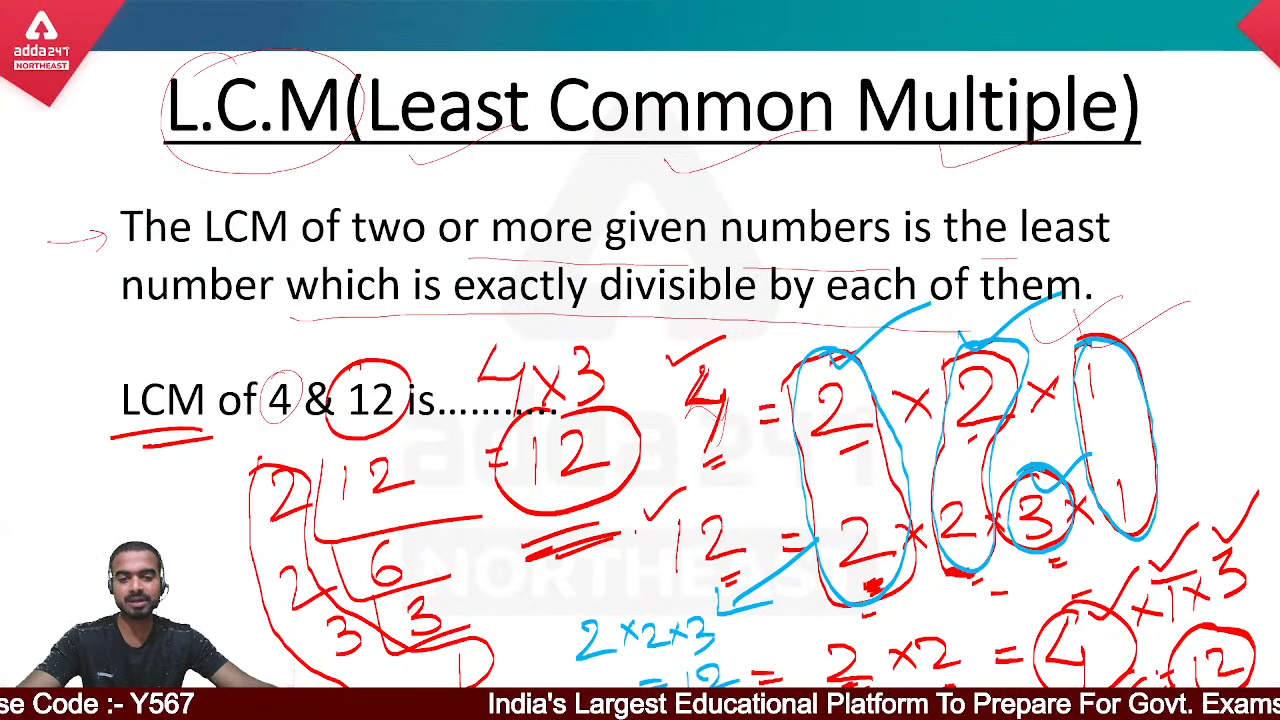 adda247
NORTHEAST
L.C.M(Least Common Multiple)
The LCM of two or more given numbers is the least
number which is exactly divisible by each of them.
LCM of 4 & 12 is...........
4×3
=12
4 = 2 × 2 × 1
12 = 2 × 2 × 3 × 1
2 12
2 6
3 3
1
2×2×3
= 12
= 2 × 2 = 4 × 1 × 3
= 12
adda247
NORTHEAST
se Code :- Y567
India's Largest Educational Platform To Prepare For Govt. Exams